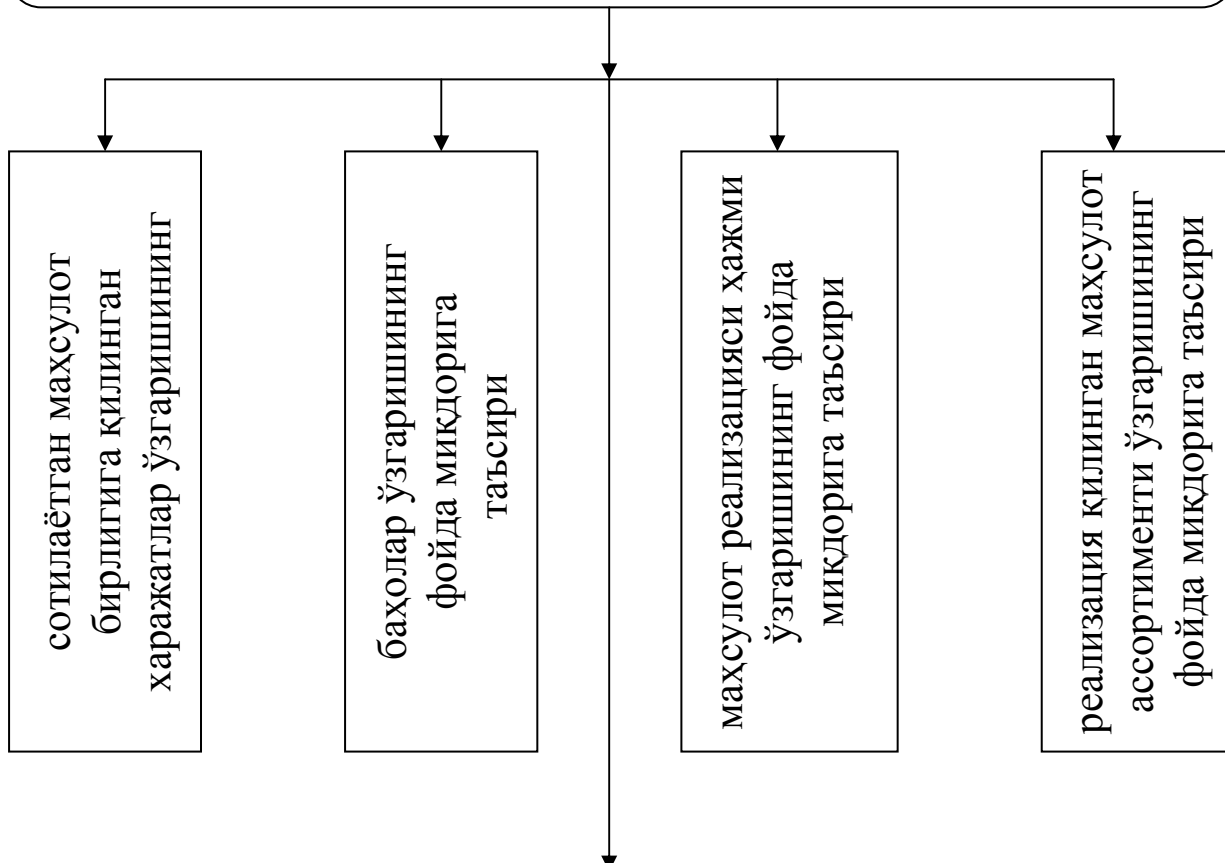 сотилаётган маҳсулот
бирлигига қилинган
харажатлар ўзгаришининг
баҳолар ўзгаришининг
фойда миқдорига
таъсири
маҳсулот реализацияси ҳажми
ўзгаришининг фойда
миқдорига таъсири
реализация қилинган маҳсулот
ассортименти ўзгаришининг
фойда миқдорига таъсири